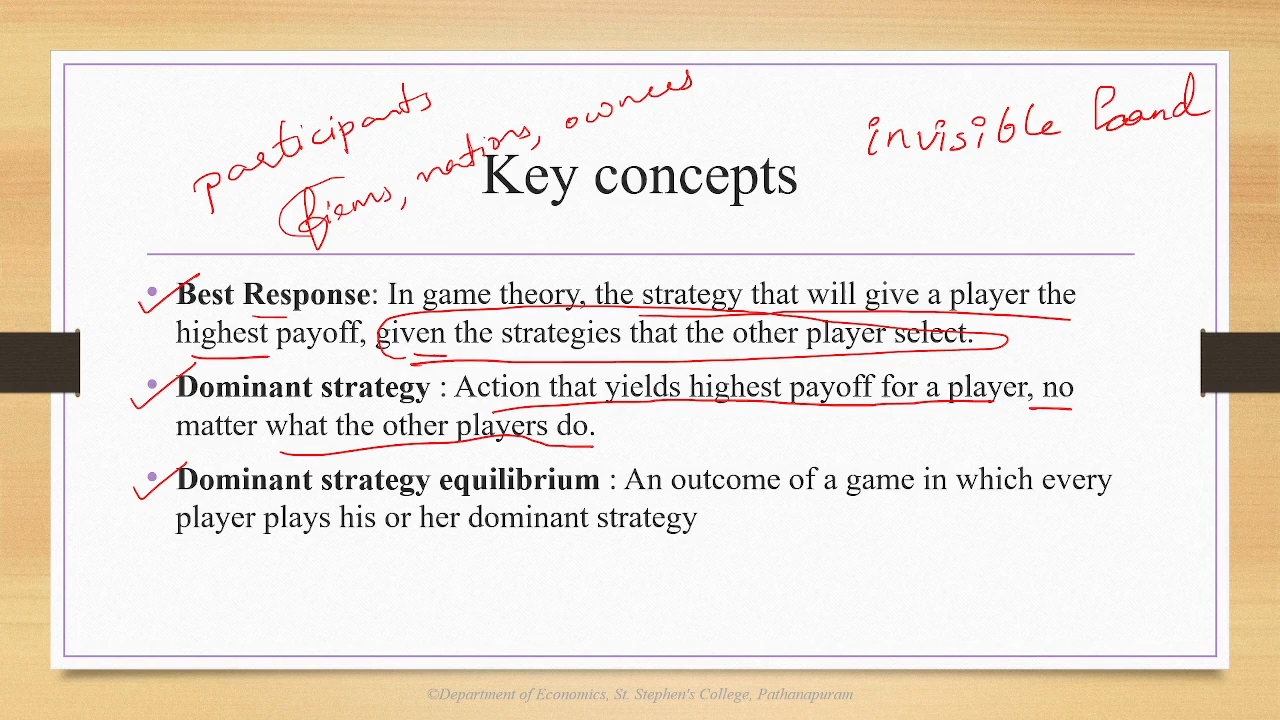 participants
firms, nations, owners
invisible hand
Key concepts
• Best Response: In game theory, the strategy that will give a player the
highest payoff, given the strategies that the other player select.
• Dominant strategy : Action that yields highest payoff for a player, no
matter what the other players do.
• Dominant strategy equilibrium : An outcome of a game in which every
player plays his or her dominant strategy
©Department of Economics, St. Stephen's College, Pathanapuram